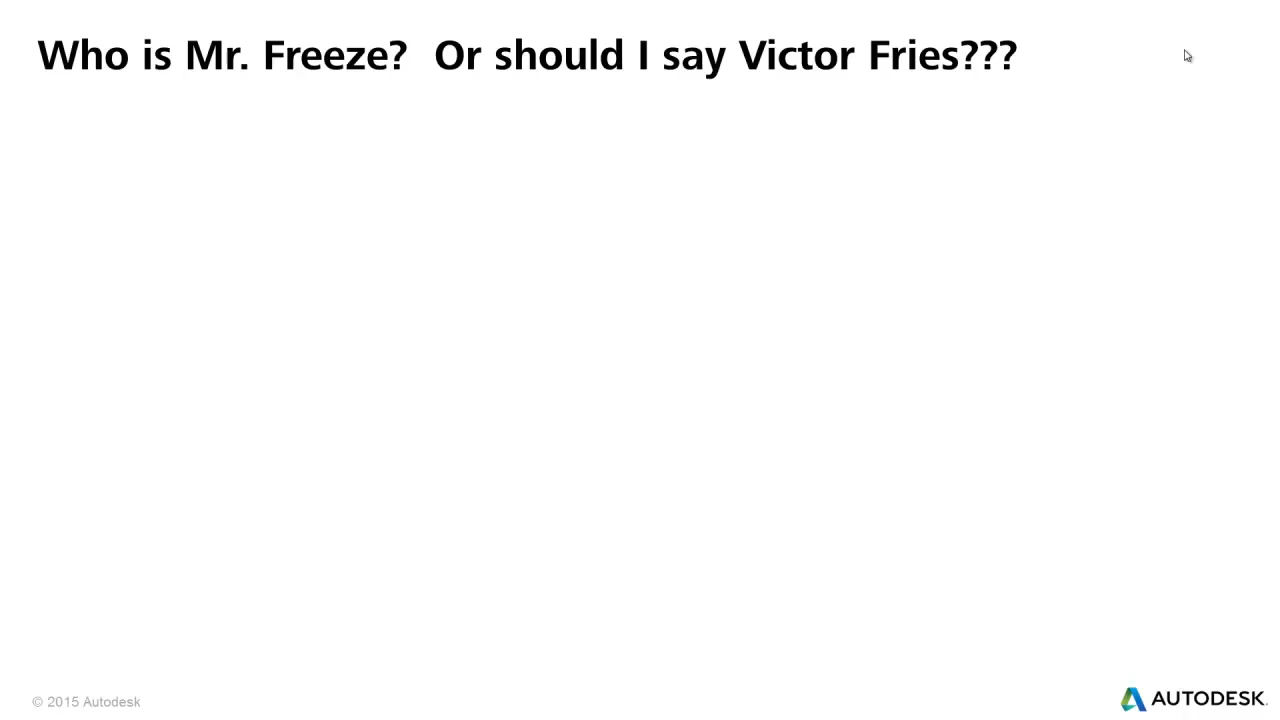 Who is Mr. Freeze? Or should I say Victor Fries???
© 2015 Autodesk
AUTODESK.